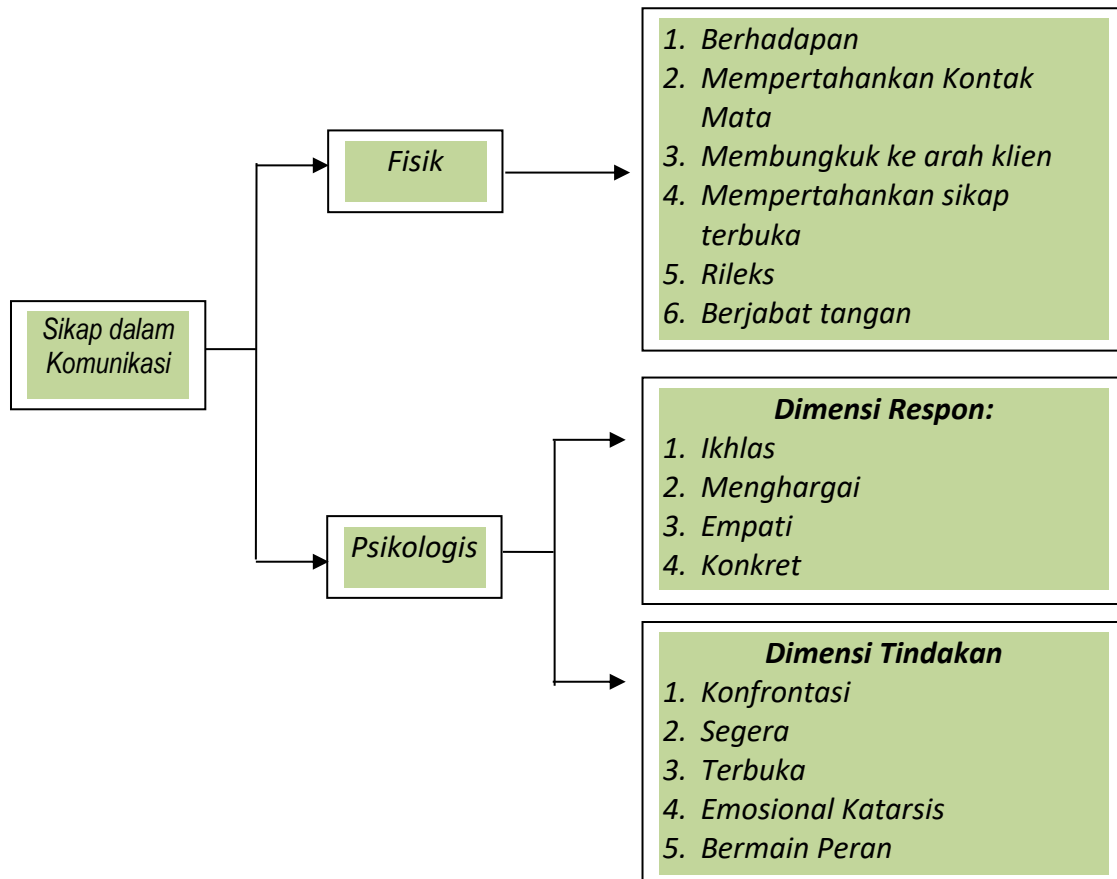 Sikap dalam
Komunikasi
Fisik
1. Berhadapan
2. Mempertahankan Kontak
Mata
3. Membungkuk ke arah klien
4. Mempertahankan sikap
terbuka
5. Rileks
6. Berjabat tangan
Psikologis
Dimensi Respon:
1. Ikhlas
2. Menghargai
3. Empati
4. Konkret
Dimensi Tindakan
1. Konfrontasi
2. Segera
3. Terbuka
4. Emosional Katarsis
5. Bermain Peran